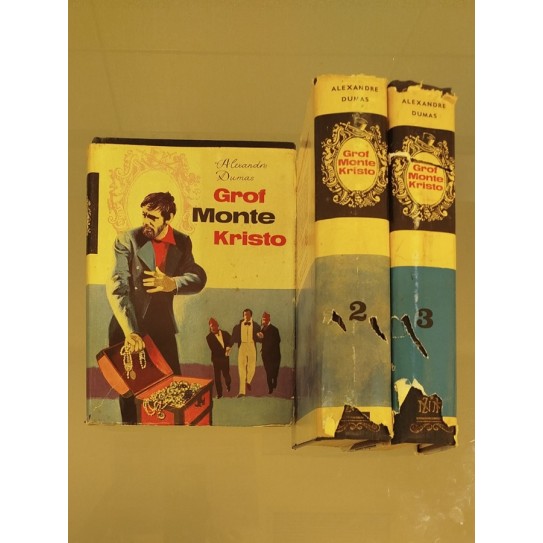 Alexandre
Dumas
Grof
Monte
Kristo
ALEXANDRE
DUMAS
Grof
Monte
Kristo
2
ALEXANDRE
DUMAS
Grof
Monte
Kristo
3